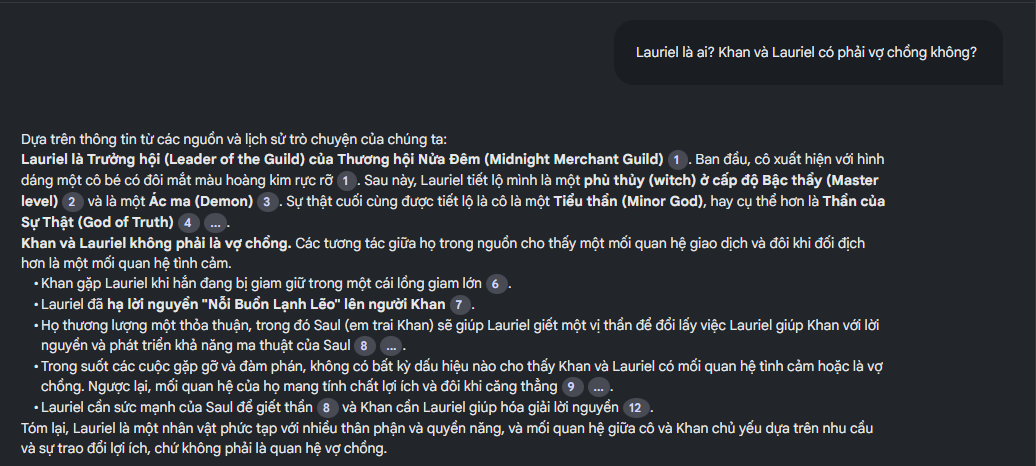 Lauriel là ai? Khan và Lauriel có phải vợ chồng không?
Dựa trên thông tin từ các nguồn và lịch sử trò chuyện của chúng ta:
Lauriel là Trưởng hội (Leader of the Guild) của Thương hội Nửa Đêm (Midnight Merchant Guild) 1 . Ban đầu, cô xuất hiện với hình
dáng một cô bé có đôi mắt màu hoàng kim rực rỡ 1 . Sau này, Lauriel tiết lộ mình là một phù thủy (witch) ở cấp độ Bậc thầy (Master
level) 2 và là một Ác ma (Demon) 3 . Sự thật cuối cùng được tiết lộ là cô là một Tiểu thần (Minor God), hay cụ thể hơn là Thần của
Sự Thật (God of Truth) 4 ... .
Khan và Lauriel không phải là vợ chồng. Các tương tác giữa họ trong nguồn cho thấy một mối quan hệ giao dịch và đôi khi đối địch
hơn là một mối quan hệ tình cảm.
• Khan gặp Lauriel khi hắn đang bị giam giữ trong một cái lồng giam lớn 6 .
• Lauriel đã hạ lời nguyền "Nỗi Buồn Lạnh Lẽo" lên người Khan 7 .
• Họ thương lượng một thỏa thuận, trong đó Saul (em trai Khan) sẽ giúp Lauriel giết một vị thần để đổi lấy việc Lauriel giúp Khan với lời
nguyền và phát triển khả năng ma thuật của Saul 8 ... .
• Trong suốt các cuộc gặp gỡ và đàm phán, không có bất kỳ dấu hiệu nào cho thấy Khan và Lauriel có mối quan hệ tình cảm hoặc là vợ
chồng. Ngược lại, mối quan hệ của họ mang tính chất lợi ích và đôi khi căng thẳng 9 ... .
• Lauriel cần sức mạnh của Saul để giết thần 8 và Khan cần Lauriel giúp hóa giải lời nguyền 12 .
Tóm lại, Lauriel là một nhân vật phức tạp với nhiều thân phận và quyền năng, và mối quan hệ giữa cô và Khan chủ yếu dựa trên nhu cầu
và sự trao đổi lợi ích, chứ không phải là quan hệ vợ chồng.